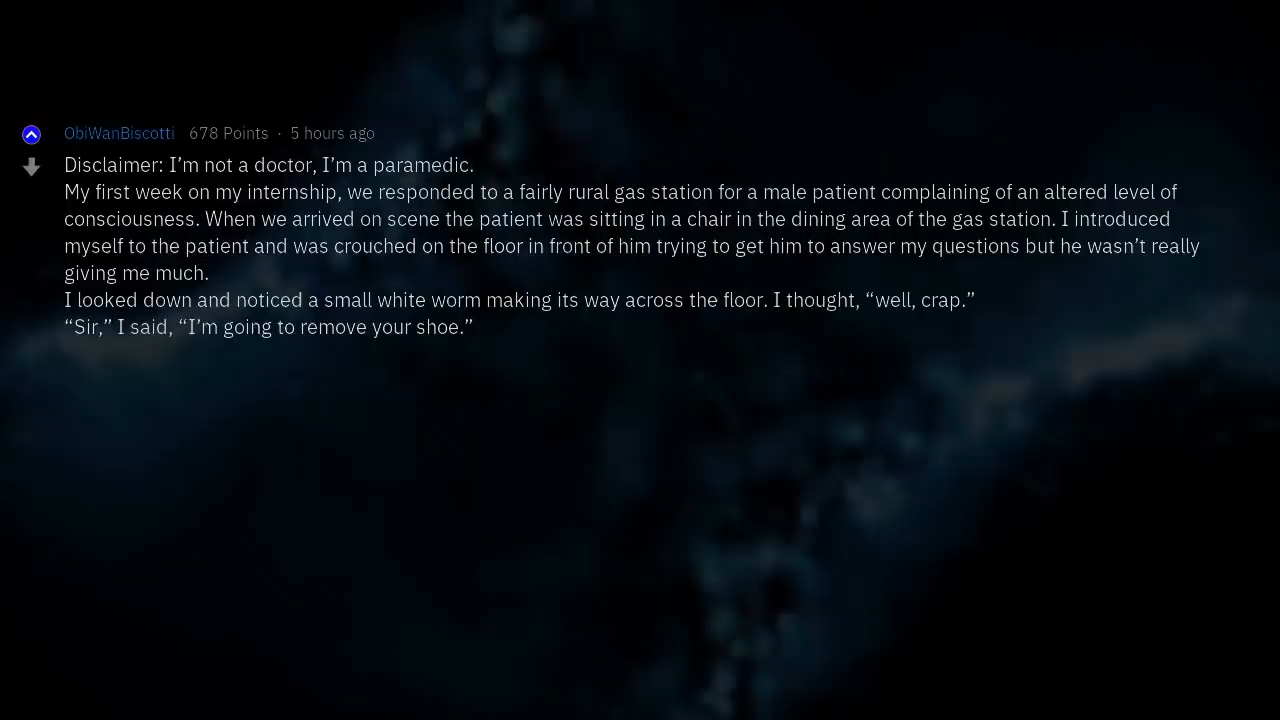 ObiWanBiscotti 678 Points · 5 hours ago
Disclaimer: I’m not a doctor, I’m a paramedic.
My first week on my internship, we responded to a fairly rural gas station for a male patient complaining of an altered level of
consciousness. When we arrived on scene the patient was sitting in a chair in the dining area of the gas station. I introduced
myself to the patient and was crouched on the floor in front of him trying to get him to answer my questions but he wasn’t really
giving me much.
I looked down and noticed a small white worm making its way across the floor. I thought, “well, crap.”
“Sir,” I said, “I’m going to remove your shoe.”